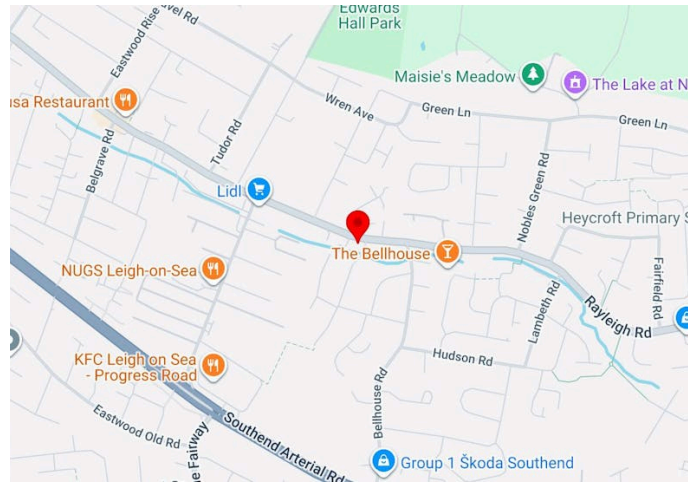 Edwards
Hall Park
Eastwood Rise
vel Rd
Maisie's Meadow
The Lake at N
usa Restaurant
Wren Ave
Green Ln
Green Ln
Tudor Rd
Belgrave Rd
Lidl
Nobles Green Rd
Heycroft Primary S
The Bellhouse
NUGS Leigh-on-Sea
Fairfield Rd
Lambeth Rd
Rayleigh Rd
KFC Leigh on Sea
- Progress Road
Hudson Rd
Bellhouse Rd
Eastwood Old Rd
Southend Arterial Rd
he Fairway
Group 1 Škoda Southend